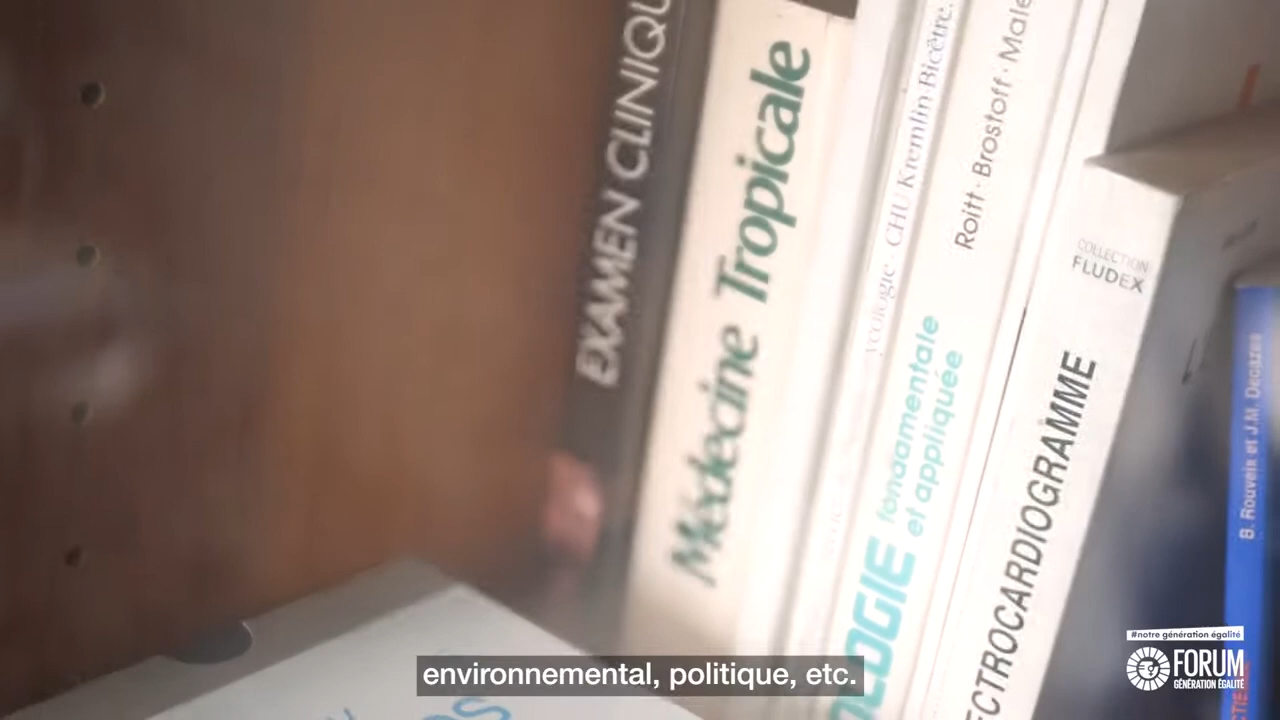 EXAMEN CLINIQU
Médecine Tropicale
CHU Kremlin-Bicêtre.
Roitt · Brostoff · Male
OLOGIE fondamentale
et appliquée
COLLECTION
FLUDEX
ECTROCARDIOGRAMME
B. Rouveix et J.M. Decazes
#notre génération égalité
FORUM
GÉNÉRATION ÉGALITÉ
environnemental, politique, etc.